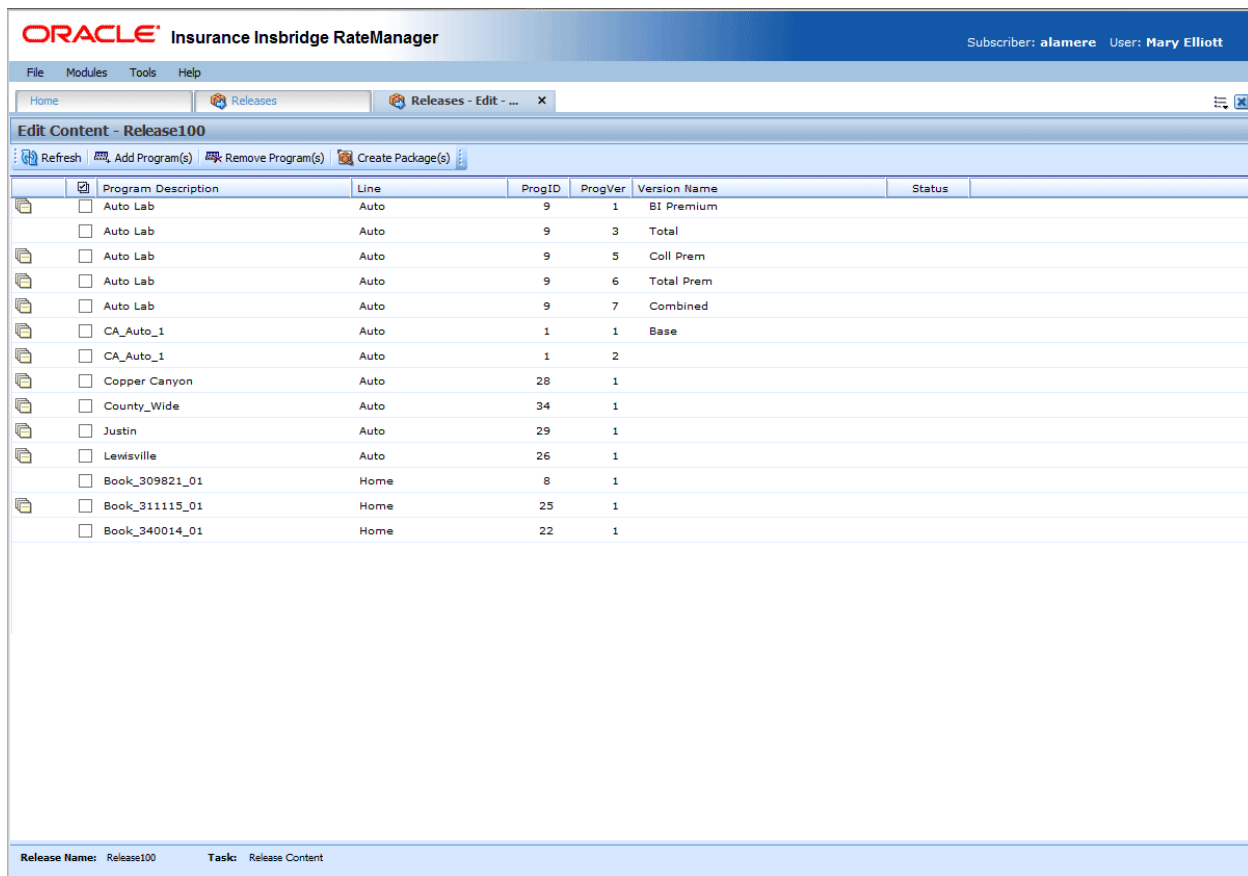 ORACLE Insurance Insbridge RateManager
Subscriber: alamere User: Mary Elliott
File Modules Tools Help
Home Releases Releases - Edit - ... x
Edit Content - Release100
Refresh Add Program(s) Remove Program(s) Create Package(s)
Program Description Line ProgID ProgVer Version Name Status
Auto Lab Auto 9 1 BI Premium
Auto Lab Auto 9 3 Total
Auto Lab Auto 9 5 Coll Prem
Auto Lab Auto 9 6 Total Prem
Auto Lab Auto 9 7 Combined
CA_Auto_1 Auto 1 1 Base
CA_Auto_1 Auto 1 2
Copper Canyon Auto 28 1
County_Wide Auto 34 1
Justin Auto 29 1
Lewisville Auto 26 1
Book_309821_01 Home 8 1
Book_311115_01 Home 25 1
Book_340014_01 Home 22 1
Release Name: Release100 Task: Release Content